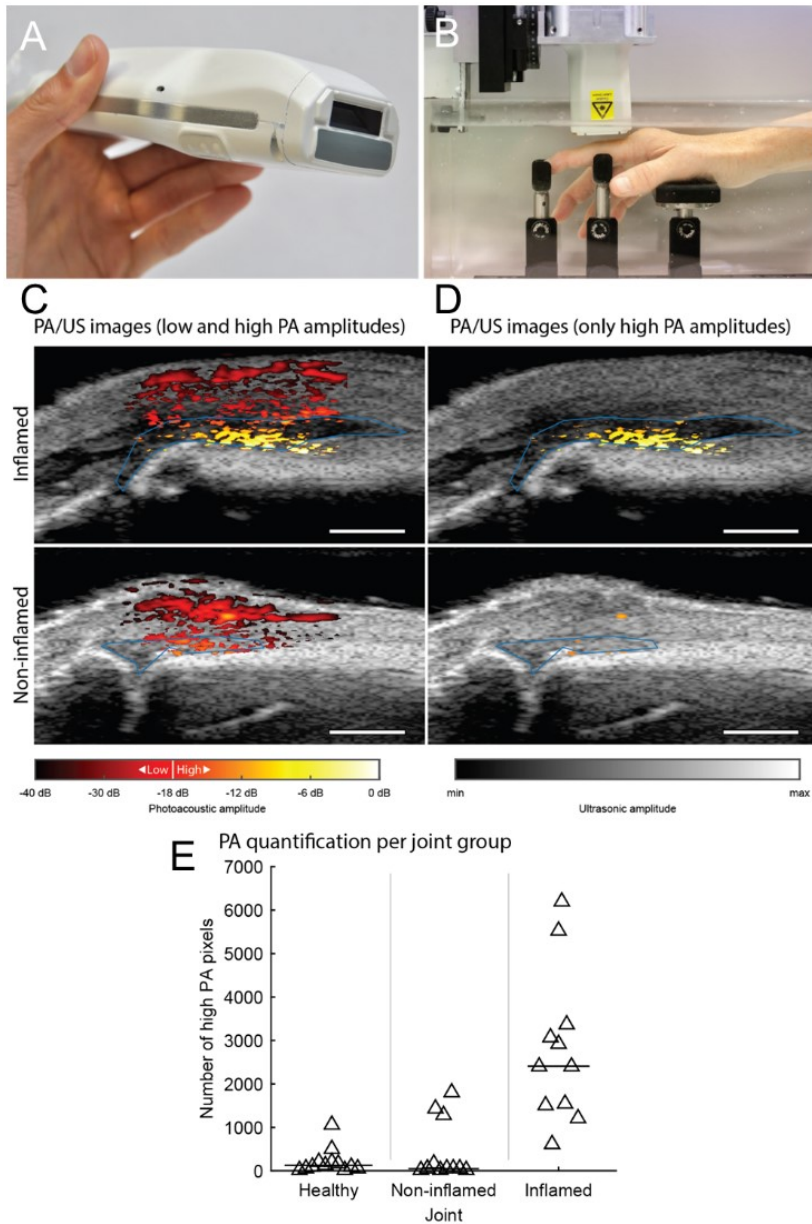 A
B
C
PA/US images (low and high PA amplitudes)
D
PA/US images (only high PA amplitudes)
Inflamed
Non-inflamed
◄Low High►
-40 dB -30 dB -18 dB -12 dB -6 dB 0 dB
Photoacoustic amplitude
min max
Ultrasonic amplitude
E PA quantification per joint group
Number of high PA pixels
7000
6000
5000
4000
3000
2000
1000
0
Healthy Non-inflamed Inflamed
Joint